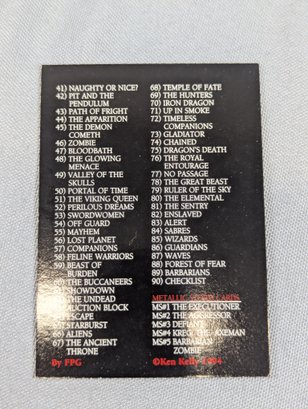 41) NAUGHTY OR NICE?
42) PIT AND THE
PENDULUM
43) PATH OF FRIGHT
44) THE APPARITION
45) THE DEMON
COMETH
46) ZOMBIE
47) BLOODBATH
48) THE GLOWING
MENACE
49) VALLEY OF THE
SKULLS
50) PORTAL OF TIME
51) THE VIKING QUEEN
52) PERILOUS DREAMS
53) SWORDWOMEN
54) OFF GUARD
55) MAYHEM
56) LOST PLANET
57) COMPANIONS
58) FELINE WARRIORS
59) BEAST OF
BURDEN
60) THE BUCCANEERS
SHOWDOWN
THE UNDEAD
AUCTION BLOCK
ESCAPE
STARBURST
66) ALIENS
67) THE ANCIENT
THRONE
By FPG
68) TEMPLE OF FATE
69) THE HUNTERS
70) IRON DRAGON
71) UP IN SMOKE
72) TIMELESS
COMPANIONS
73) GLADIATOR
74) CHAINED
75) DRAGON'S DEATH
76) THE ROYAL
ENTOURAGE
77) NO PASSAGE
78) THE GREAT BEAST
79) RULER OF THE SKY
80) THE ELEMENTAL
81) THE SENTRY
82) ENSLAVED
83) ALERT
84) SABRES
85) WIZARDS
86) GUARDIANS
87) WAVES
88) FOREST OF FEAR
89) BARBARIANS
90) CHECKLIST
METALLIC STORM CARDS
MS#1 THE EXECUTIONER
MS#2 THE AGGRESSOR
MS#3 DEFIANT
MS#4 KREGG THE AXEMAN
MS#5 BARBARIAN
ZOMBIE
©Ken Kelly 1994